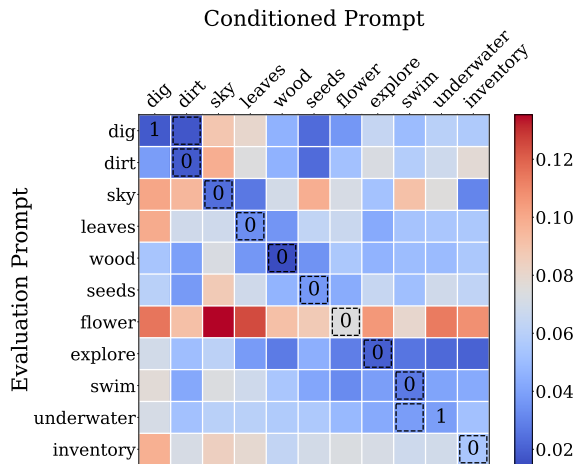 Conditioned Prompt
dig dirt sky leaves wood seeds flower explore swim underwater inventory
Evaluation Prompt
dig 1
dirt 0
sky 0
leaves 0
wood 0
seeds 0
flower 0
explore 0
swim 0
underwater 1
inventory 0
0.12
0.10
0.08
0.06
0.04
0.02